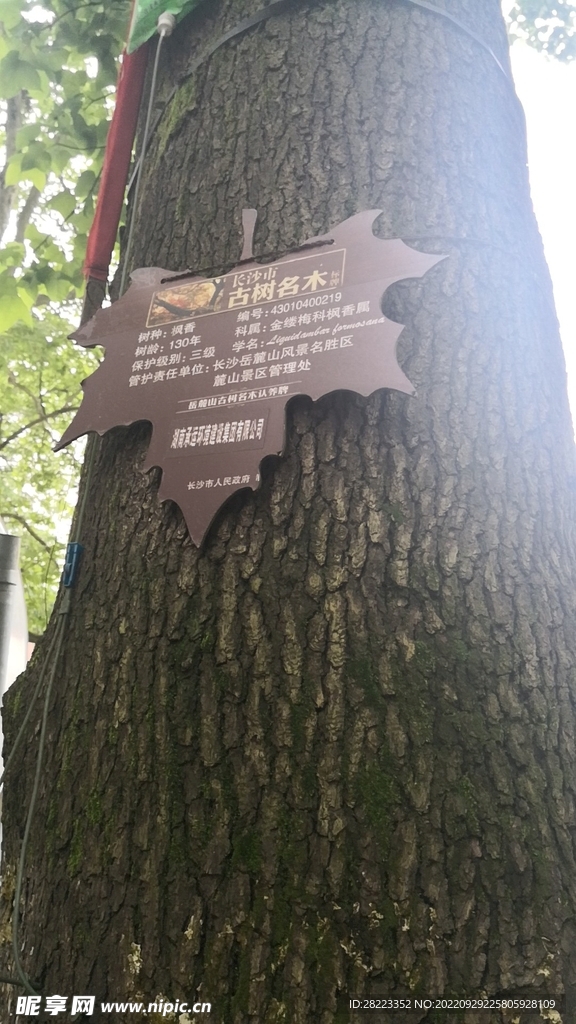 长沙市
古树名木
标牌
编号: 43010400219
树种: 枫香
科属: 金缕梅科枫香属
树龄: 130年
学名: Liquidambar formosana
保护级别: 三级
管护责任单位: 长沙岳麓山风景名胜区
麓山景区管理处
岳麓山古树名木认养牌
湖南承运环境建设集团有限公司
长沙市人民政府
昵享网 www.nipic.cn
ID:28223352 NO:20220929225805928109